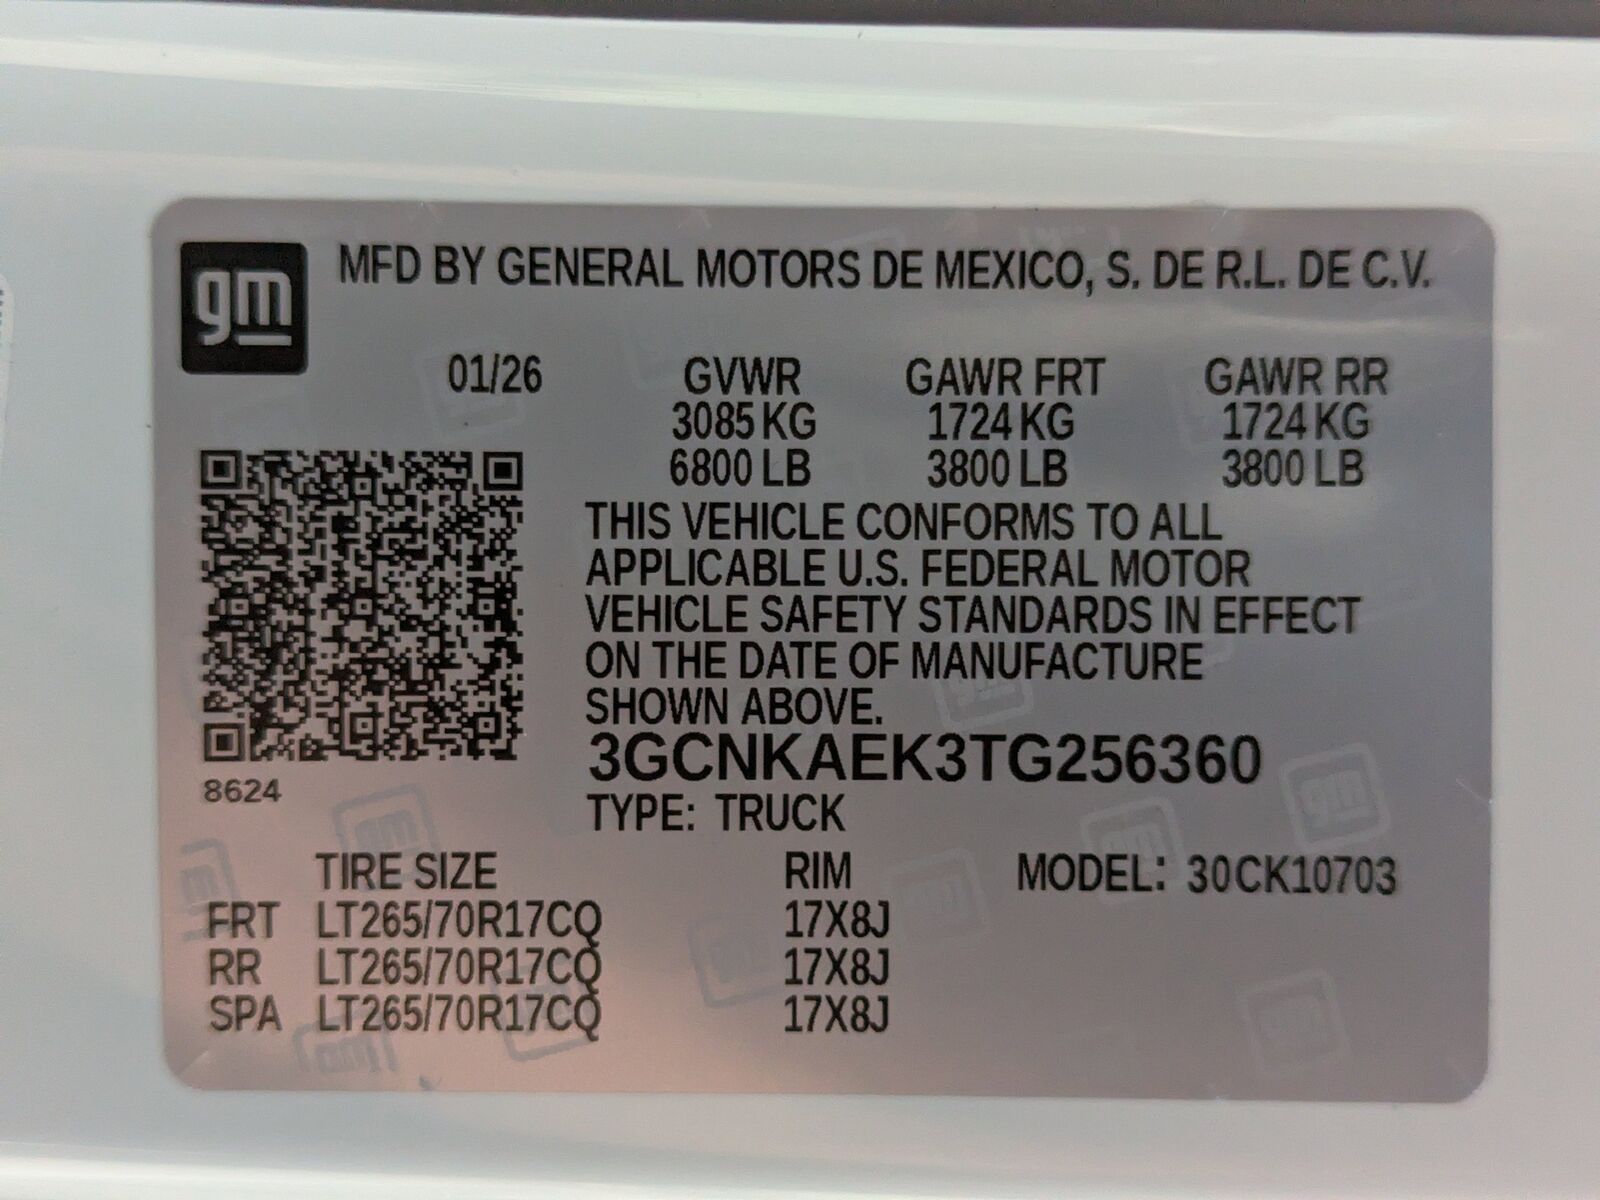 gm
MFD BY GENERAL MOTORS DE MEXICO, S. DE R.L. DE C.V.
01/26 GVWR GAWR FRT GAWR RR
3085 KG 1724 KG 1724 KG
6800 LB 3800 LB 3800 LB
THIS VEHICLE CONFORMS TO ALL
APPLICABLE U.S. FEDERAL MOTOR
VEHICLE SAFETY STANDARDS IN EFFECT
ON THE DATE OF MANUFACTURE
SHOWN ABOVE.
3GCNKAEK3TG256360
8624
TYPE: TRUCK
TIRE SIZE RIM MODEL: 30CK10703
FRT LT265/70R17CQ 17X8J
RR LT265/70R17CQ 17X8J
SPA LT265/70R17CQ 17X8J